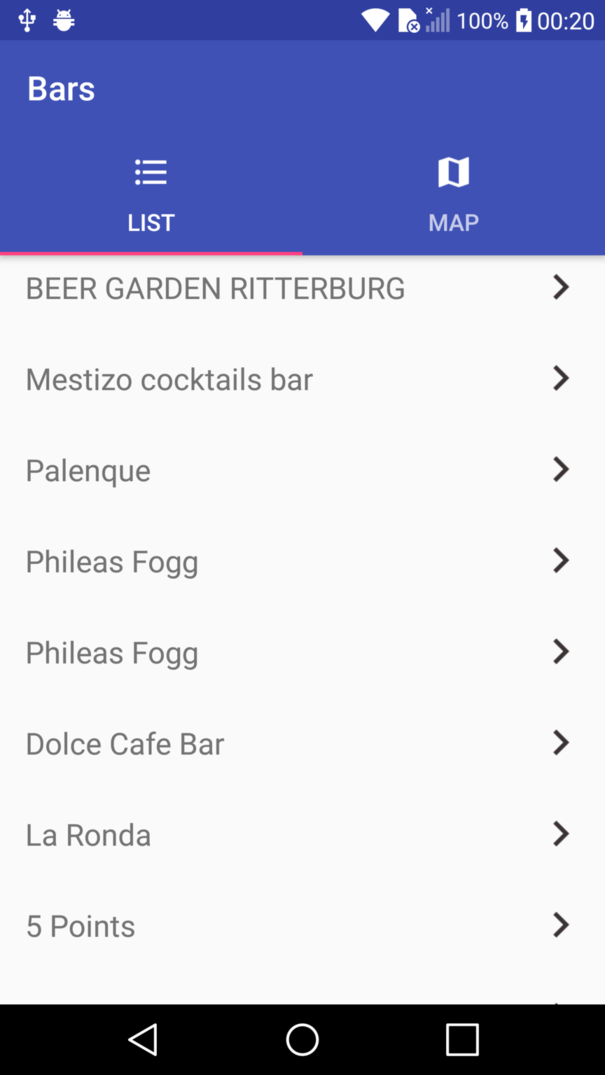 100% 00:20
Bars
LIST MAP
BEER GARDEN RITTERBURG
Mestizo cocktails bar
Palenque
Phileas Fogg
Phileas Fogg
Dolce Cafe Bar
La Ronda
5 Points